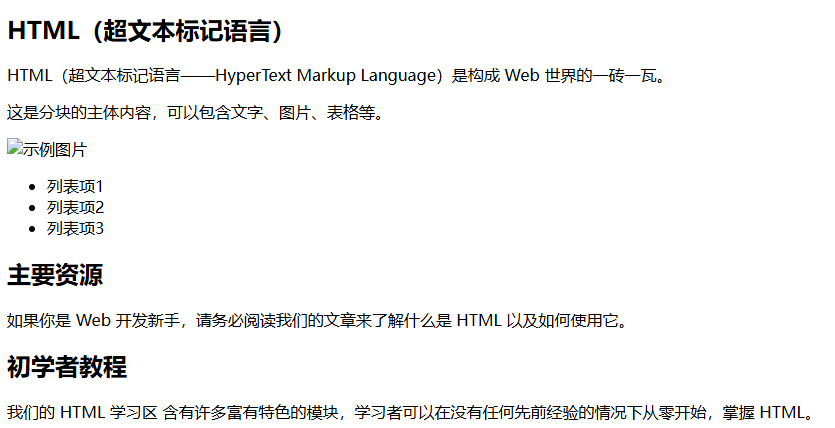 HTML（超文本标记语言）
HTML（超文本标记语言——HyperText Markup Language）是构成 Web 世界的一砖一瓦。
这是分块的主体内容，可以包含文字、图片、表格等。
示例图片
列表项1
列表项2
列表项3
主要资源
如果你是 Web 开发新手，请务必阅读我们的文章来了解什么是 HTML 以及如何使用它。
初学者教程
我们的 HTML 学习区 含有许多富有特色的模块，学习者可以在没有任何先前经验的情况下从零开始，掌握 HTML。